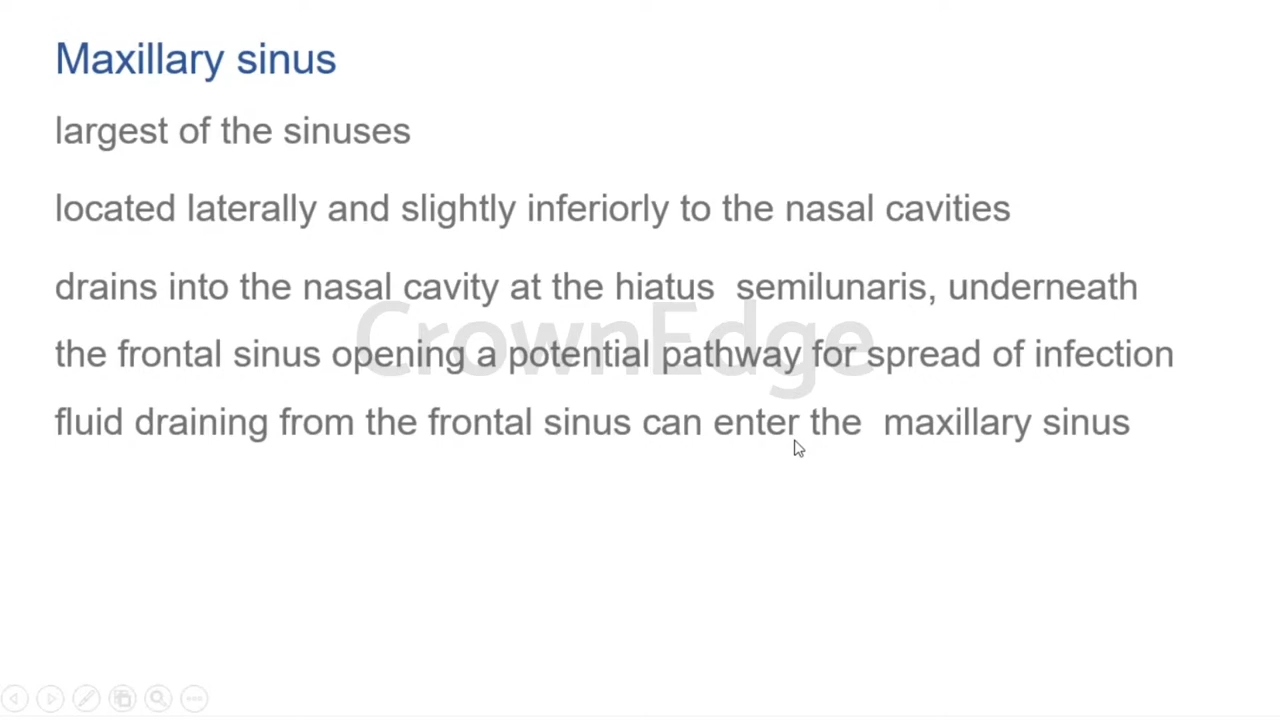 Maxillary sinus
largest of the sinuses
located laterally and slightly inferiorly to the nasal cavities
drains into the nasal cavity at the hiatus  semilunaris, underneath
the frontal sinus opening a potential pathway for spread of infection
fluid draining from the frontal sinus can enter the  maxillary sinus
CrownEdge